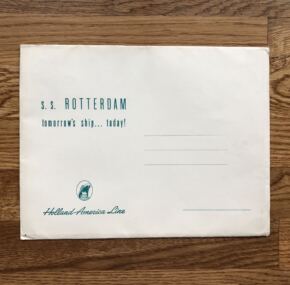 S. S. ROTTERDAM
tomorrow's ship... today!
Holland-America Line